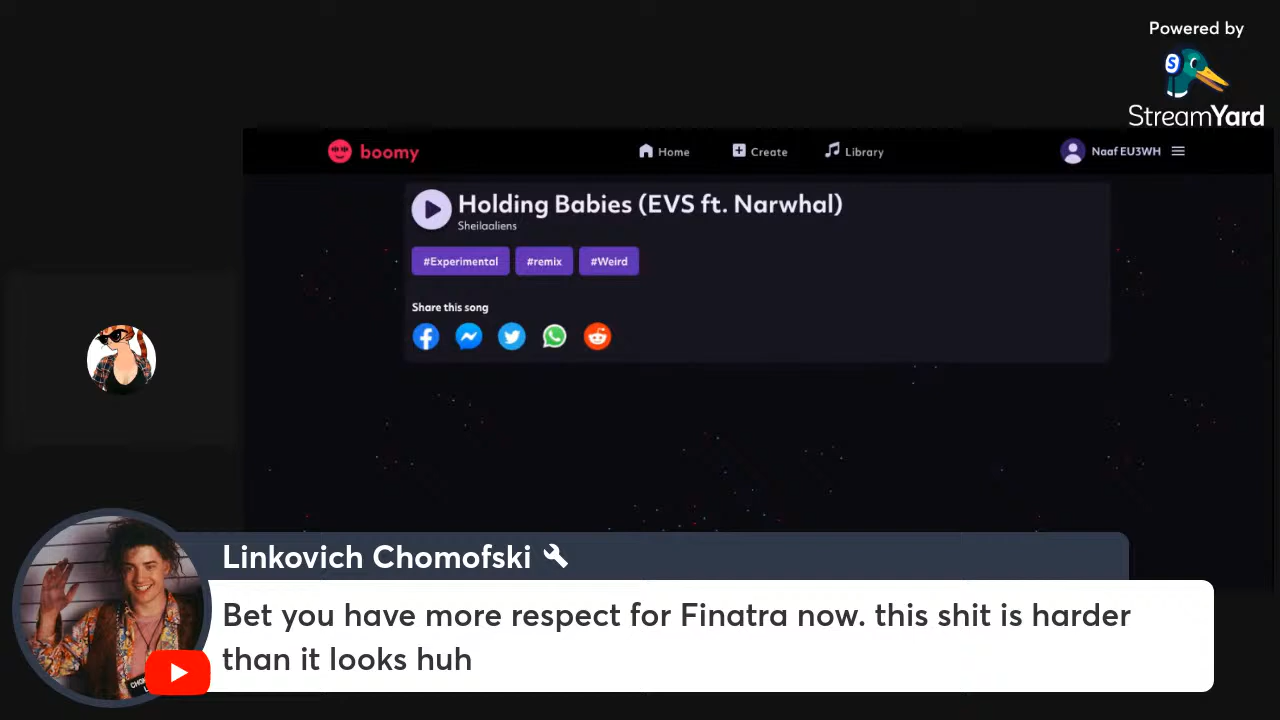 Powered by
S
StreamYard
boomy
Home
Create
Library
Naaf EU3WH
Holding Babies (EVS ft. Narwhal)
Sheilaaliens
#Experimental
#remix
#Weird
Share this song
Linkovich Chomofski
Bet you have more respect for Finatra now. this shit is harder
than it looks huh